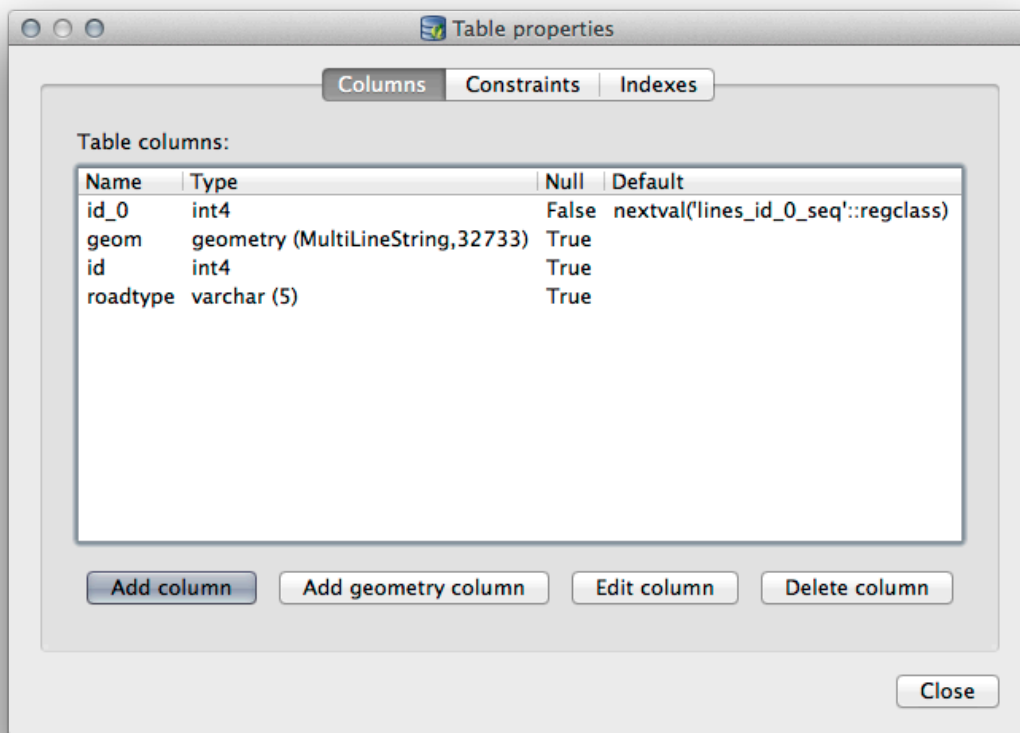 Table properties
Columns Constraints Indexes
Table columns:
Name Type Null Default
id_0 int4 False nextval('lines_id_0_seq'::regclass)
geom geometry (MultiLineString,32733) True
id int4 True
roadtype varchar (5) True
Add column Add geometry column Edit column Delete column
Close